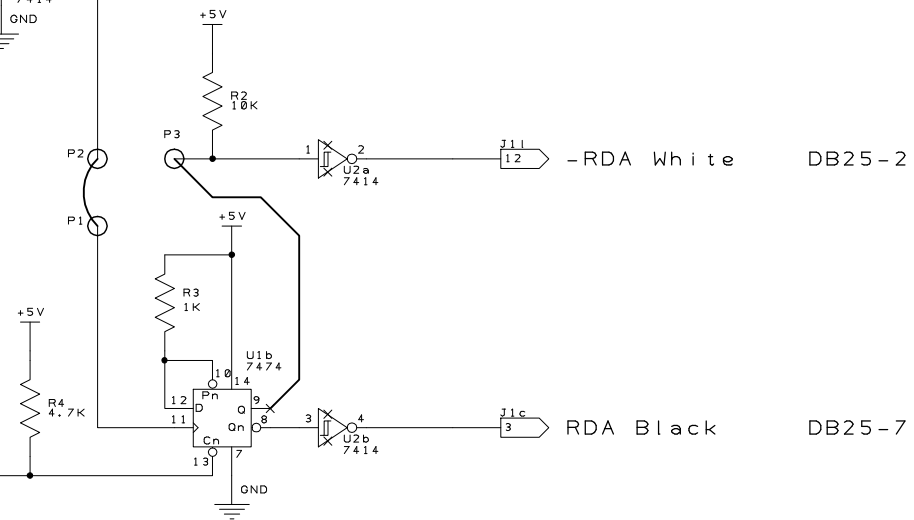 7414
GND
+5V
R2
10K
P3
P2
1
2
U2a
7414
J1l
12
-RDA White
DB25-2
P1
+5V
R3
1K
+5V
U1b
7474
10
14
Pn
R4
4.7K
12
D
Q
9
11
Qn
8
3
4
U2b
7414
J1c
3
RDA Black
DB25-7
Cn
13
7
GND